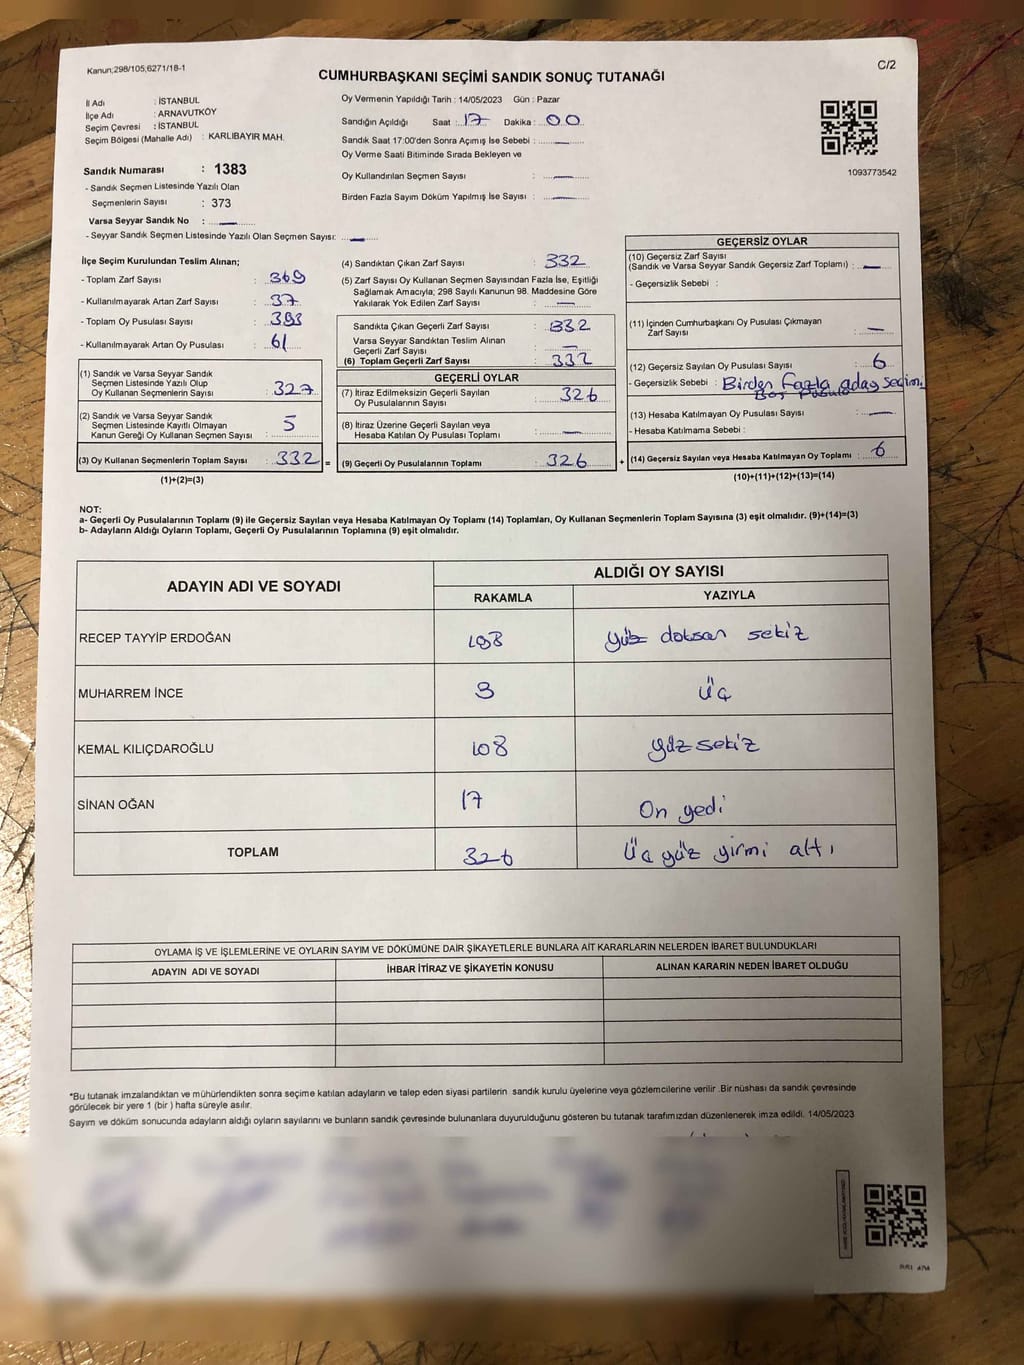 Kanun;298/105,6271/18-1
C/2
CUMHURBAŞKANI SEÇİMİ SANDIK SONUÇ TUTANAĞI
İl Adı : İSTANBUL
İlçe Adı : ARNAVUTKÖY
Seçim Çevresi : İSTANBUL
Seçim Bölgesi (Mahalle Adı) : KARLIBAYIR MAH.
Sandık Numarası : 1383
- Sandık Seçmen Listesinde Yazılı Olan
Seçmenlerin Sayısı : 373
Varsa Seyyar Sandık No : —
- Seyyar Sandık Seçmen Listesinde Yazılı Olan Seçmen Sayısı: —
Oy Vermenin Yapıldığı Tarih : 14/05/2023 Gün : Pazar
Sandığın Açıldığı Saat : 17 Dakika : 00
Sandık Saat 17:00'den Sonra Açımış İse Sebebi : —
Oy Verme Saati Bitiminde Sırada Bekleyen ve
Oy Kullandırılan Seçmen Sayısı : —
Birden Fazla Sayım Döküm Yapılmış İse Sayısı : —
1093773542
İlçe Seçim Kurulundan Teslim Alınan;
- Toplam Zarf Sayısı : 369
- Kullanılmayarak Artan Zarf Sayısı : 37
- Toplam Oy Pusulası Sayısı : 393
- Kullanılmayarak Artan Oy Pusulası : 61
(1) Sandık ve Varsa Seyyar Sandık
Seçmen Listesinde Yazılı Olup
Oy Kullanan Seçmenlerin Sayısı : 327
(2) Sandık ve Varsa Seyyar Sandık
Seçmen Listesinde Kayıtlı Olmayan
Kanun Gereği Oy Kullanan Seçmen Sayısı : 5
(3) Oy Kullanan Seçmenlerin Toplam Sayısı : 332 =
(1)+(2)=(3)
(4) Sandıktan Çıkan Zarf Sayısı : 332
(5) Zarf Sayısı Oy Kullanan Seçmen Sayısından Fazla İse, Eşitliği
Sağlamak Amacıyla; 298 Sayılı Kanunun 98. Maddesine Göre
Yakılarak Yok Edilen Zarf Sayısı : —
Sandıkta Çıkan Geçerli Zarf Sayısı : 332
Varsa Seyyar Sandıktan Teslim Alınan
Geçerli Zarf Sayısı : —
(6) Toplam Geçerli Zarf Sayısı : 332
GEÇERLİ OYLAR
(7) İtiraz Edilmeksizin Geçerli Sayılan
Oy Pusulalarının Sayısı : 326
(8) İtiraz Üzerine Geçerli Sayılan ve
Hesaba Katılan Oy Pusulası Toplamı : —
(9) Geçerli Oy Pusulalarının Toplamı : 326 +
GEÇERSİZ OYLAR
(10) Geçersiz Zarf Sayısı
(Sandık ve Varsa Seyyar Sandık Geçersiz Zarf Toplamı) : —
- Geçersizlik Sebebi :
(11) İçinden Cumhurbaşkanı Oy Pusulası Çıkmayan
Zarf Sayısı : —
(12) Geçersiz Sayılan Oy Pusulası Sayısı : 6
- Geçersizlik Sebebi : Birden fazla aday seçim.
Boş Pusula
(13) Hesaba Katılmayan Oy Pusulası Sayısı : —
- Hesaba Katılmama Sebebi :
(14) Geçersiz Sayılan veya Hesaba Katılmayan Oy Toplamı : 6
(10)+(11)+(12)+(13)=(14)
NOT:
a- Geçerli Oy Pusulalarının Toplamı (9) ile Geçersiz Sayılan veya Hesaba Katılmayan Oy Toplamı (14) Toplamları, Oy Kullanan Seçmenlerin Toplam Sayısına (3) eşit olmalıdır. (9)+(14)=(3)
b- Adayların Aldığı Oyların Toplamı, Geçerli Oy Pusulalarının Toplamına (9) eşit olmalıdır.
ADAYIN ADI VE SOYADI
ALDIĞI OY SAYISI
RAKAMLA YAZIYLA
RECEP TAYYİP ERDOĞAN 198 yüz doksan sekiz
MUHARREM İNCE 3 üç
KEMAL KILIÇDAROĞLU 108 yüz sekiz
SİNAN OĞAN 17 On yedi
TOPLAM 326 üç yüz yirmi altı
OYLAMA İŞ VE İŞLEMLERİNE VE OYLARIN SAYIM VE DÖKÜMÜNE DAİR ŞİKAYETLERLE BUNLARA AİT KARARLARIN NELERDEN İBARET BULUNDUKLARI
ADAYIN ADI VE SOYADI İHBAR İTİRAZ VE ŞİKAYETİN KONUSU ALINAN KARARIN NEDEN İBARET OLDUĞU
*Bu tutanak imzalandıktan ve mühürlendikten sonra seçime katılan adayların ve talep eden siyasi partilerin sandık kurulu üyelerine veya gözlemcilerine verilir .Bir nüshası da sandık çevresinde
görülecek bir yere 1 (bir ) hafta süreyle asılır.
Sayım ve döküm sonucunda adayların aldığı oyların sayılarını ve bunların sandık çevresinde bulunanlara duyurulduğunu gösteren bu tutanak tarafımızdan düzenlenerek imza edildi. 14/05/2023